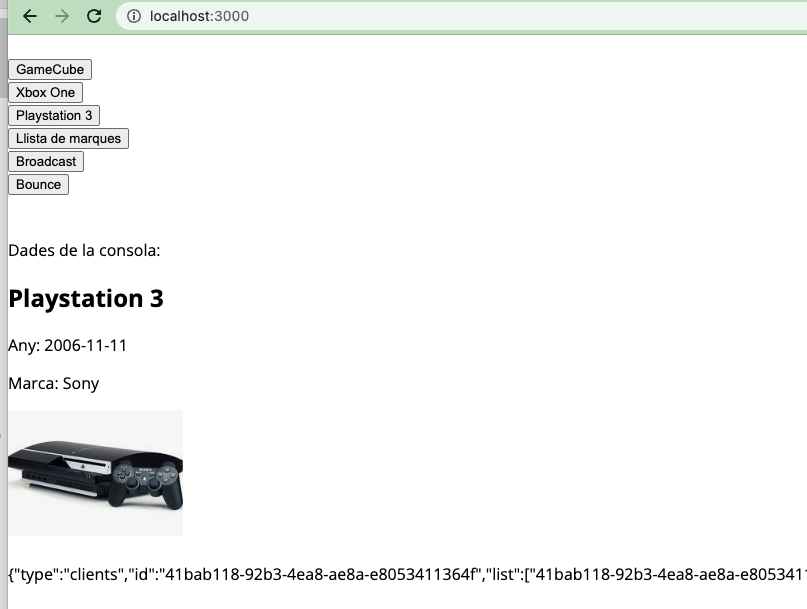 localhost:3000
GameCube
Xbox One
Playstation 3
Llista de marques
Broadcast
Bounce
Dades de la consola:
Playstation 3
Any: 2006-11-11
Marca: Sony
{"type":"clients","id":"41bab118-92b3-4ea8-ae8a-e8053411364f","list":["41bab118-92b3-4ea8-ae8a-e805341